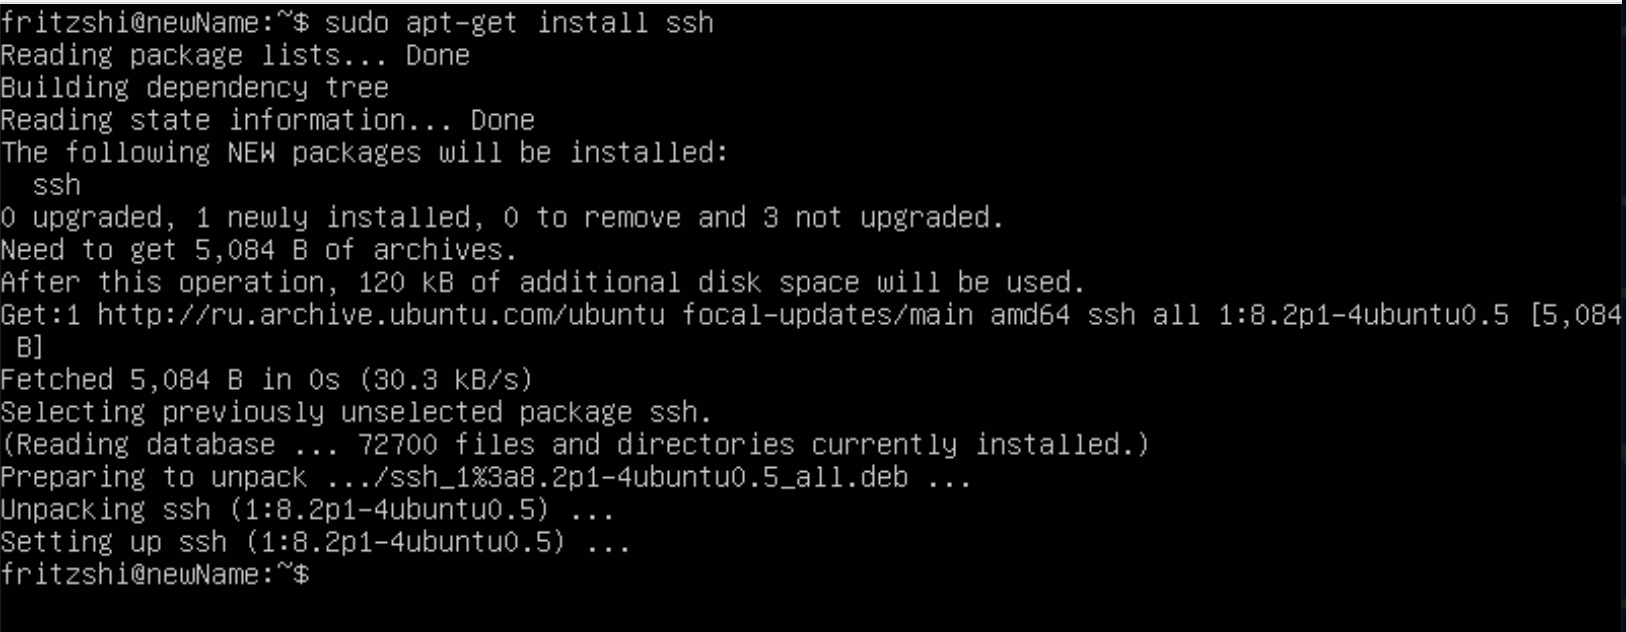 fritzshi@newName:~$ sudo apt-get install ssh
Reading package lists... Done
Building dependency tree
Reading state information... Done
The following NEW packages will be installed:
  ssh
0 upgraded, 1 newly installed, 0 to remove and 3 not upgraded.
Need to get 5,084 B of archives.
After this operation, 120 kB of additional disk space will be used.
Get:1 http://ru.archive.ubuntu.com/ubuntu focal-updates/main amd64 ssh all 1:8.2p1-4ubuntu0.5 [5,084
 B]
Fetched 5,084 B in 0s (30.3 kB/s)
Selecting previously unselected package ssh.
(Reading database ... 72700 files and directories currently installed.)
Preparing to unpack .../ssh_1%3a8.2p1-4ubuntu0.5_all.deb ...
Unpacking ssh (1:8.2p1-4ubuntu0.5) ...
Setting up ssh (1:8.2p1-4ubuntu0.5) ...
fritzshi@newName:~$